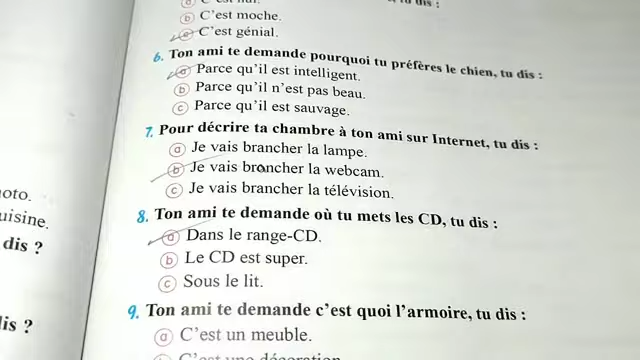 ⓑ C'est moche.
ⓒ C'est génial.
6. Ton ami te demande pourquoi tu préfères le chien, tu dis :
ⓐ Parce qu'il est intelligent.
ⓑ Parce qu'il n'est pas beau.
ⓒ Parce qu'il est sauvage.
7. Pour décrire ta chambre à ton ami sur Internet, tu dis :
ⓐ Je vais brancher la lampe.
ⓑ Je vais brancher la webcam.
ⓒ Je vais brancher la télévision.
8. Ton ami te demande où tu mets les CD, tu dis :
ⓐ Dans le range-CD.
ⓑ Le CD est super.
ⓒ Sous le lit.
9. Ton ami te demande c'est quoi l'armoire, tu dis :
ⓐ C'est un meuble.
C'est une décoration.
dis ?